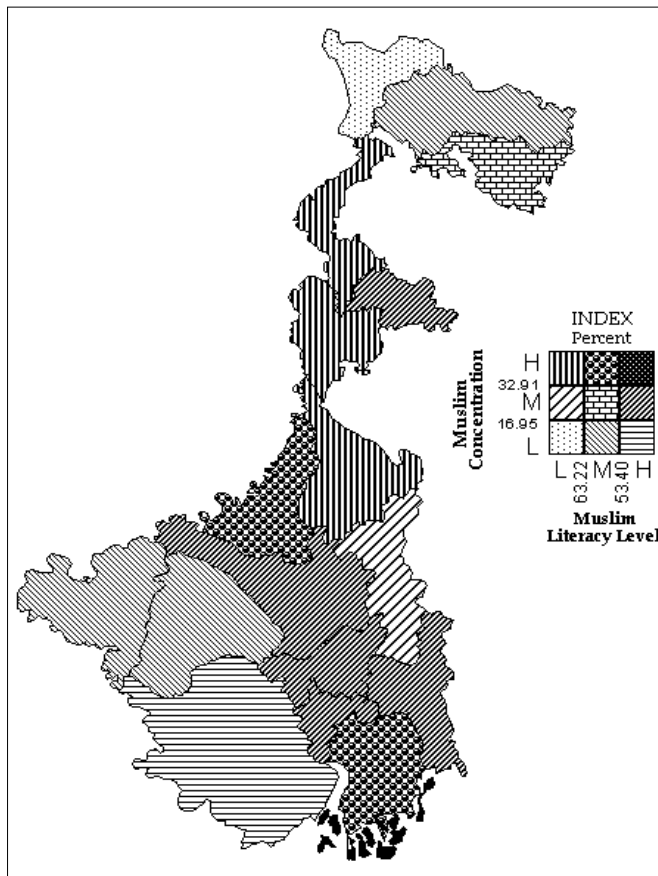 INDEX
Percent
H
32.91
M
16.95
L
Muslim
Concentration
L 63.22 M 53.40 H
Muslim
Literacy Level